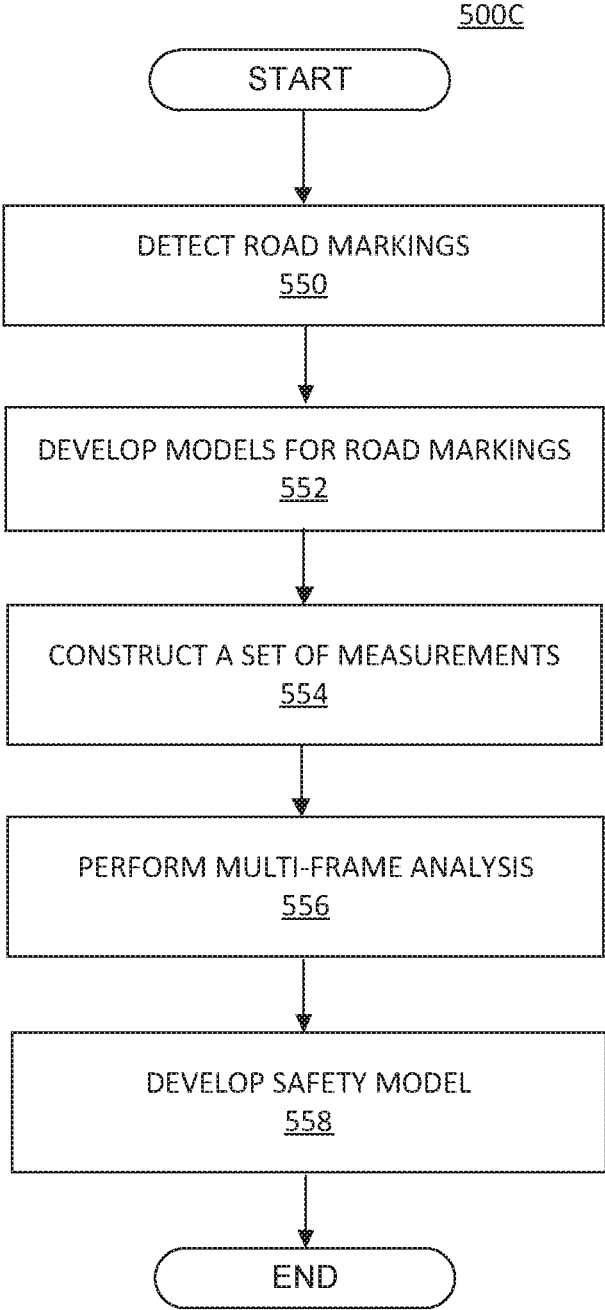 500C
START
DETECT ROAD MARKINGS
550
DEVELOP MODELS FOR ROAD MARKINGS
552
CONSTRUCT A SET OF MEASUREMENTS
554
PERFORM MULTI-FRAME ANALYSIS
556
DEVELOP SAFETY MODEL
558
END